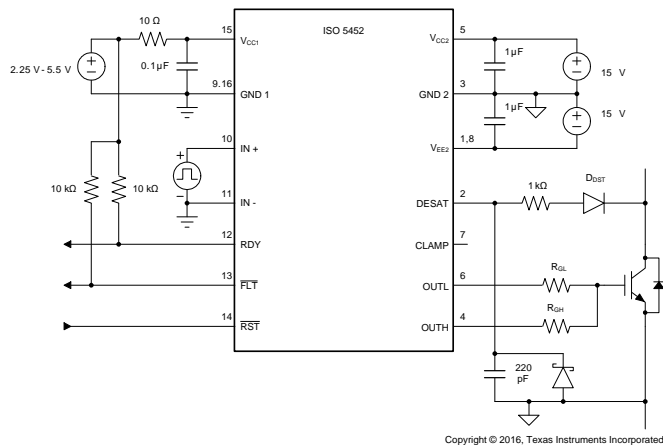 10 Ω
15
VCC1
ISO 5452
VCC2
5
2.25 V - 5.5 V
0.1µF
1µF
15 V
9,16
GND 1
GND 2
3
1µF
15 V
10
IN +
VEE2
1,8
10 kΩ
10 kΩ
11
IN -
DESAT
2
1 kΩ
DDST
12
RDY
CLAMP
7
13
FLT
OUTL
6
RGL
14
RST
OUTH
4
RGH
220
pF
Copyright © 2016, Texas Instruments Incorporated